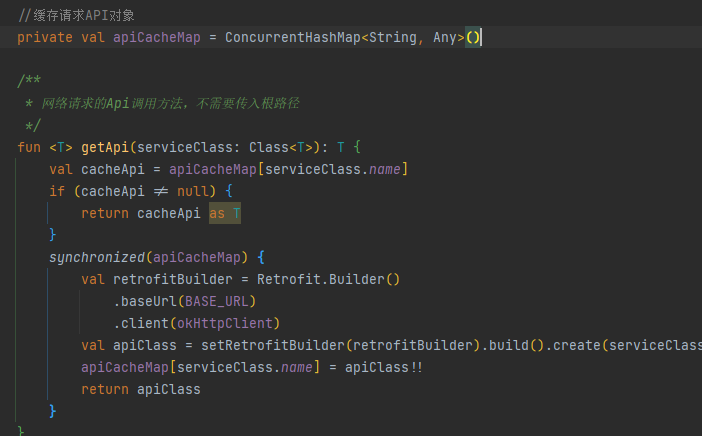 //缓存请求API对象
private val apiCacheMap = ConcurrentHashMap<String, Any>()
/**
* 网络请求的Api调用方法，不需要传入根路径
*/
fun <T> getApi(serviceClass: Class<T>): T {
val cacheApi = apiCacheMap[serviceClass.name]
if (cacheApi ≠ null) {
return cacheApi as T
}
synchronized(apiCacheMap) {
val retrofitBuilder = Retrofit.Builder()
.baseUrl(BASE_URL)
.client(okHttpClient)
val apiClass = setRetrofitBuilder(retrofitBuilder).build().create(serviceClass
apiCacheMap[serviceClass.name] = apiClass!!
return apiClass
}
}